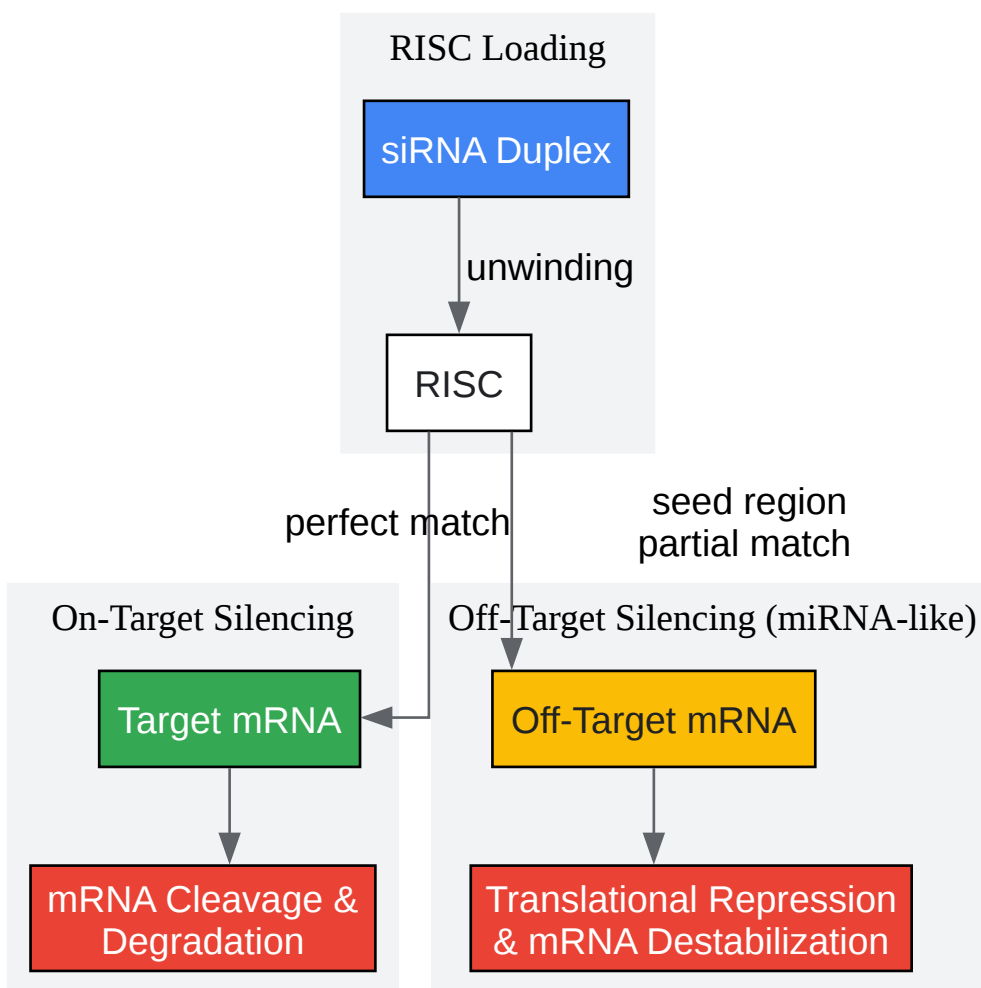 RISC Loading
siRNA Duplex
unwinding
RISC
perfect match
seed region
partial match
On-Target Silencing
Target mRNA
mRNA Cleavage &
Degradation
Off-Target Silencing (miRNA-like)
Off-Target mRNA
Translational Repression
& mRNA Destabilization